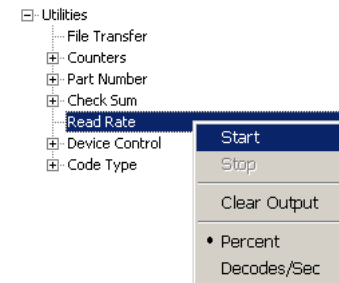 Utilities
File Transfer
Counters
Part Number
Check Sum
Read Rate
Device Control
Code Type
Start
Stop
Clear Output
• Percent
Decodes/Sec